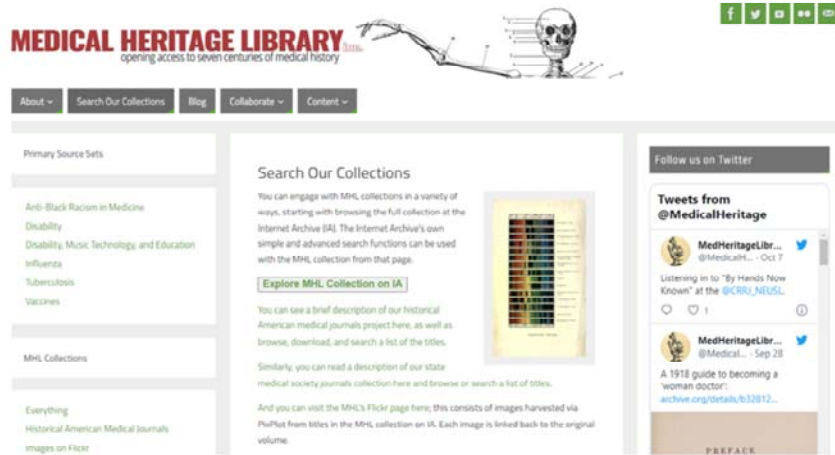 MEDICAL HERITAGE LIBRARY
opening access to seven centuries of medical history
About
Search Our Collections
Blog
Collaborate
Content
Primary Source Sets
Anti-Black Racism in Medicine
Disability
Disability, Music Technology, and Education
Influenza
Tuberculosis
Vaccines
MHL Collections
Everything
Historical American Medical Journals
Images on Flickr
Search Our Collections
You can engage with MHL collections in a variety of
ways, starting with browsing the full collection at the
Internet Archive (IA). The Internet Archive's own
simple and advanced search functions can be used
with the MHL collection from that page.
Explore MHL Collection on IA
You can see a brief description of our historical
American medical journals project here, as well as
browse, download, and search a list of the titles.
Similarly, you can read a description of our state
medical society journals collection here and browse or search a list of titles.
And you can visit the MHL's Flickr page here; this consists of images harvested via
PixPlot from titles in the MHL collection on IA. Each image is linked back to the original
volume.
Follow us on Twitter
Tweets from
@MedicalHeritage
MedHeritageLibr...
@MedicalH... · Oct 7
Listening in to "By Hands Now
Known" at the @CRRJ_NEUSL.
1
MedHeritageLibr...
@Medical... · Sep 28
A 1918 guide to becoming a
'woman doctor':
archive.org/details/b32812...
PREFACE